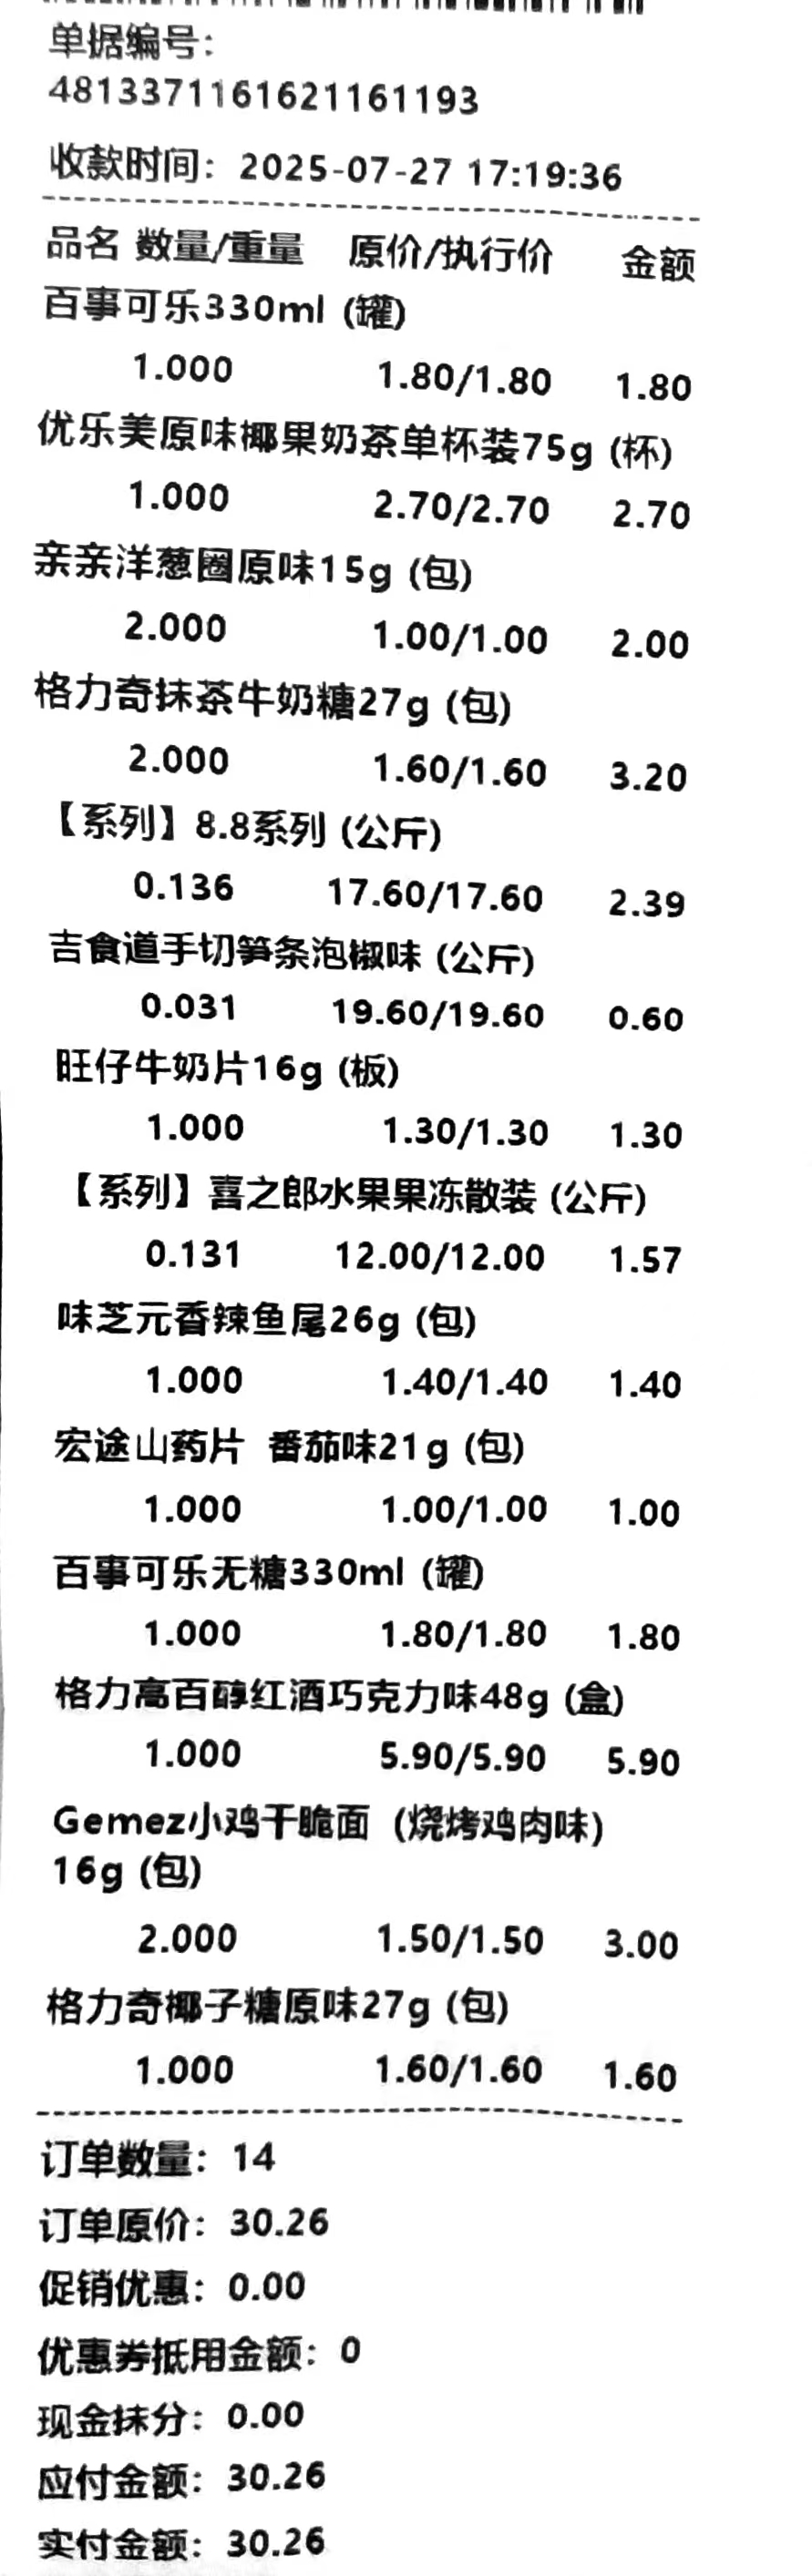 单据编号：
4813371161621161193
收款时间：2025-07-27 17:19:36
品名 数量/重量 原价/执行价 金额
百事可乐330ml (罐)
1.000 1.80/1.80 1.80
优乐美原味椰果奶茶单杯装75g (杯)
1.000 2.70/2.70 2.70
亲亲洋葱圈原味15g (包)
2.000 1.00/1.00 2.00
格力奇抹茶牛奶糖27g (包)
2.000 1.60/1.60 3.20
【系列】8.8系列 (公斤)
0.136 17.60/17.60 2.39
吉食道手切笋条泡椒味 (公斤)
0.031 19.60/19.60 0.60
旺仔牛奶片16g (板)
1.000 1.30/1.30 1.30
【系列】喜之郎水果果冻散装 (公斤)
0.131 12.00/12.00 1.57
味芝元香辣鱼尾26g (包)
1.000 1.40/1.40 1.40
宏途山药片 番茄味21g (包)
1.000 1.00/1.00 1.00
百事可乐无糖330ml (罐)
1.000 1.80/1.80 1.80
格力高百醇红酒巧克力味48g (盒)
1.000 5.90/5.90 5.90
Gemez小鸡干脆面（烧烤鸡肉味）
16g (包)
2.000 1.50/1.50 3.00
格力奇椰子糖原味27g (包)
1.000 1.60/1.60 1.60
订单数量：14
订单原价：30.26
促销优惠：0.00
优惠券抵用金额：0
现金抹分：0.00
应付金额：30.26
实付金额：30.26